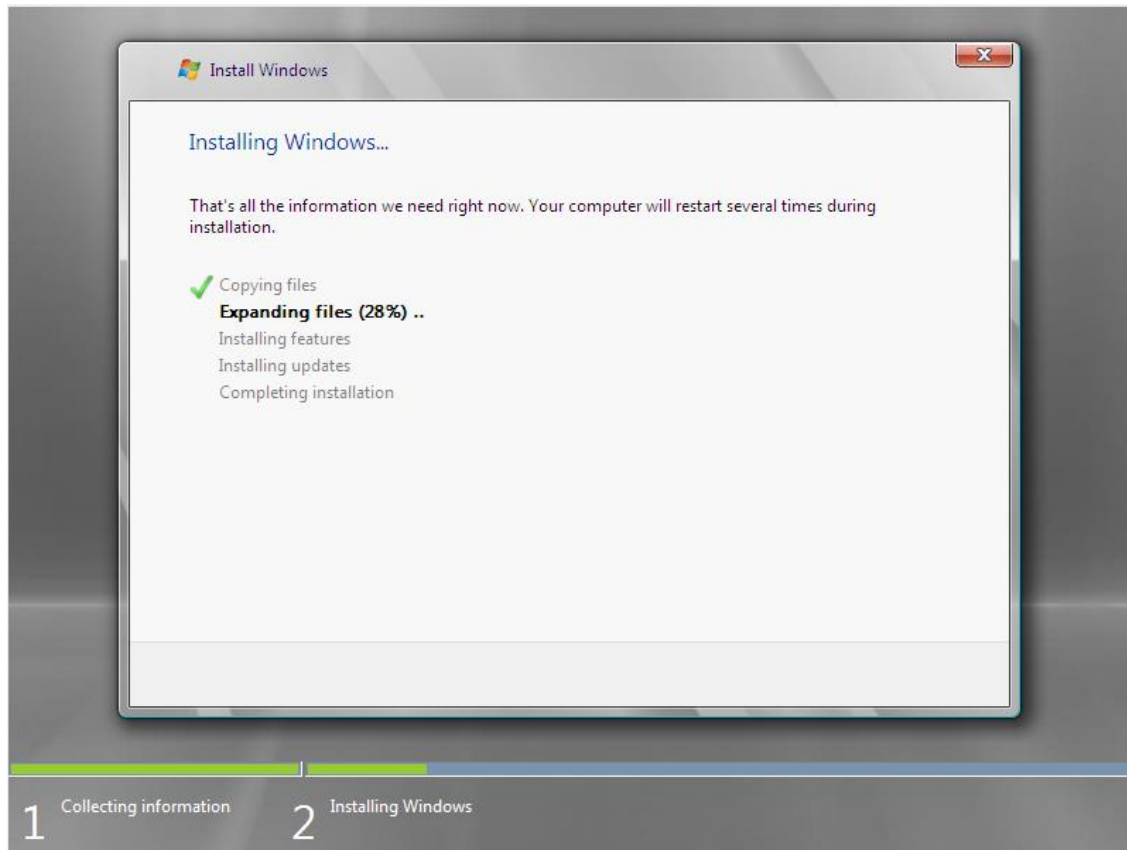 Install Windows
Installing Windows...
That's all the information we need right now. Your computer will restart several times during
installation.
Copying files
Expanding files (28%) ..
Installing features
Installing updates
Completing installation
1 Collecting information
2 Installing Windows